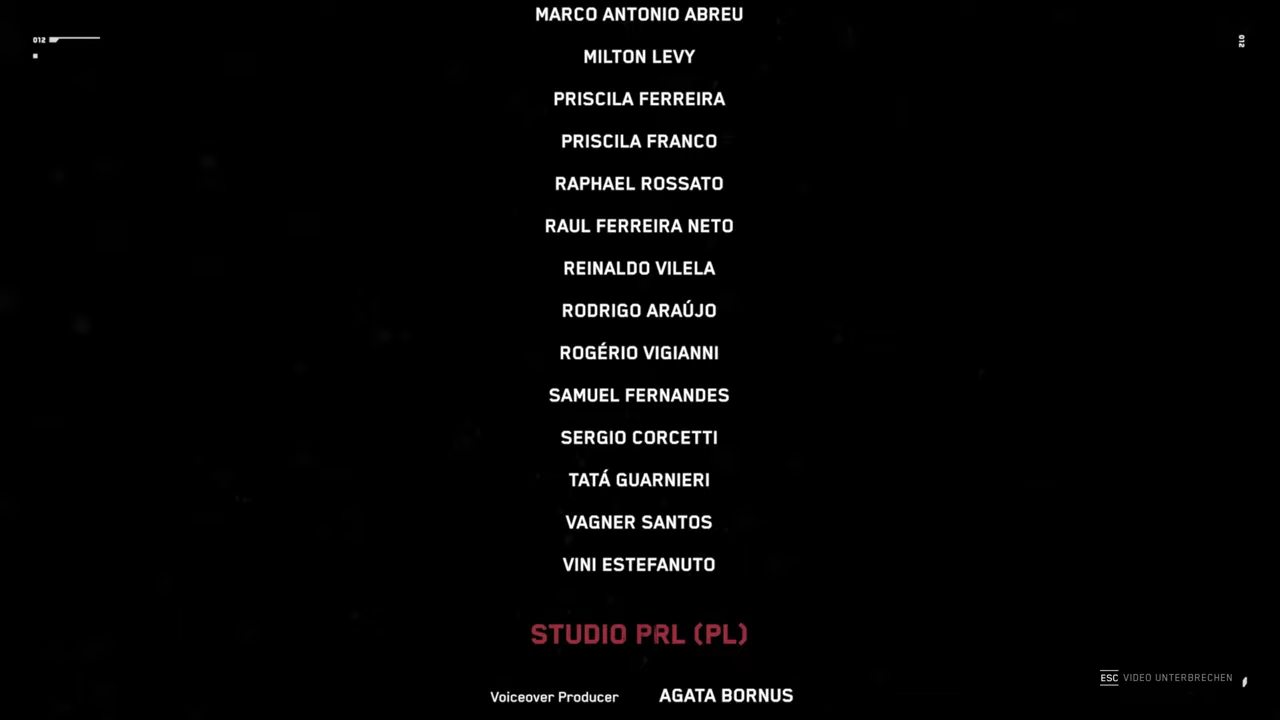 MARCO ANTONIO ABREU
012
012
MILTON LEVY
PRISCILA FERREIRA
PRISCILA FRANCO
RAPHAEL ROSSATO
RAUL FERREIRA NETO
REINALDO VILELA
RODRIGO ARAÚJO
ROGÉRIO VIGIANNI
SAMUEL FERNANDES
SERGIO CORCETTI
TATÁ GUARNIERI
VAGNER SANTOS
VINI ESTEFANUTO
STUDIO PRL (PL)
ESC VIDEO UNTERBRECHEN
Voiceover Producer AGATA BORNUS